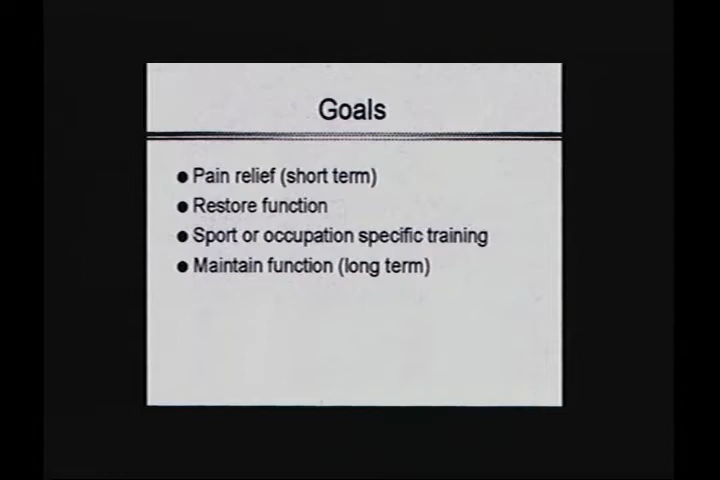 Goals
● Pain relief (short term)
● Restore function
● Sport or occupation specific training
● Maintain function (long term)